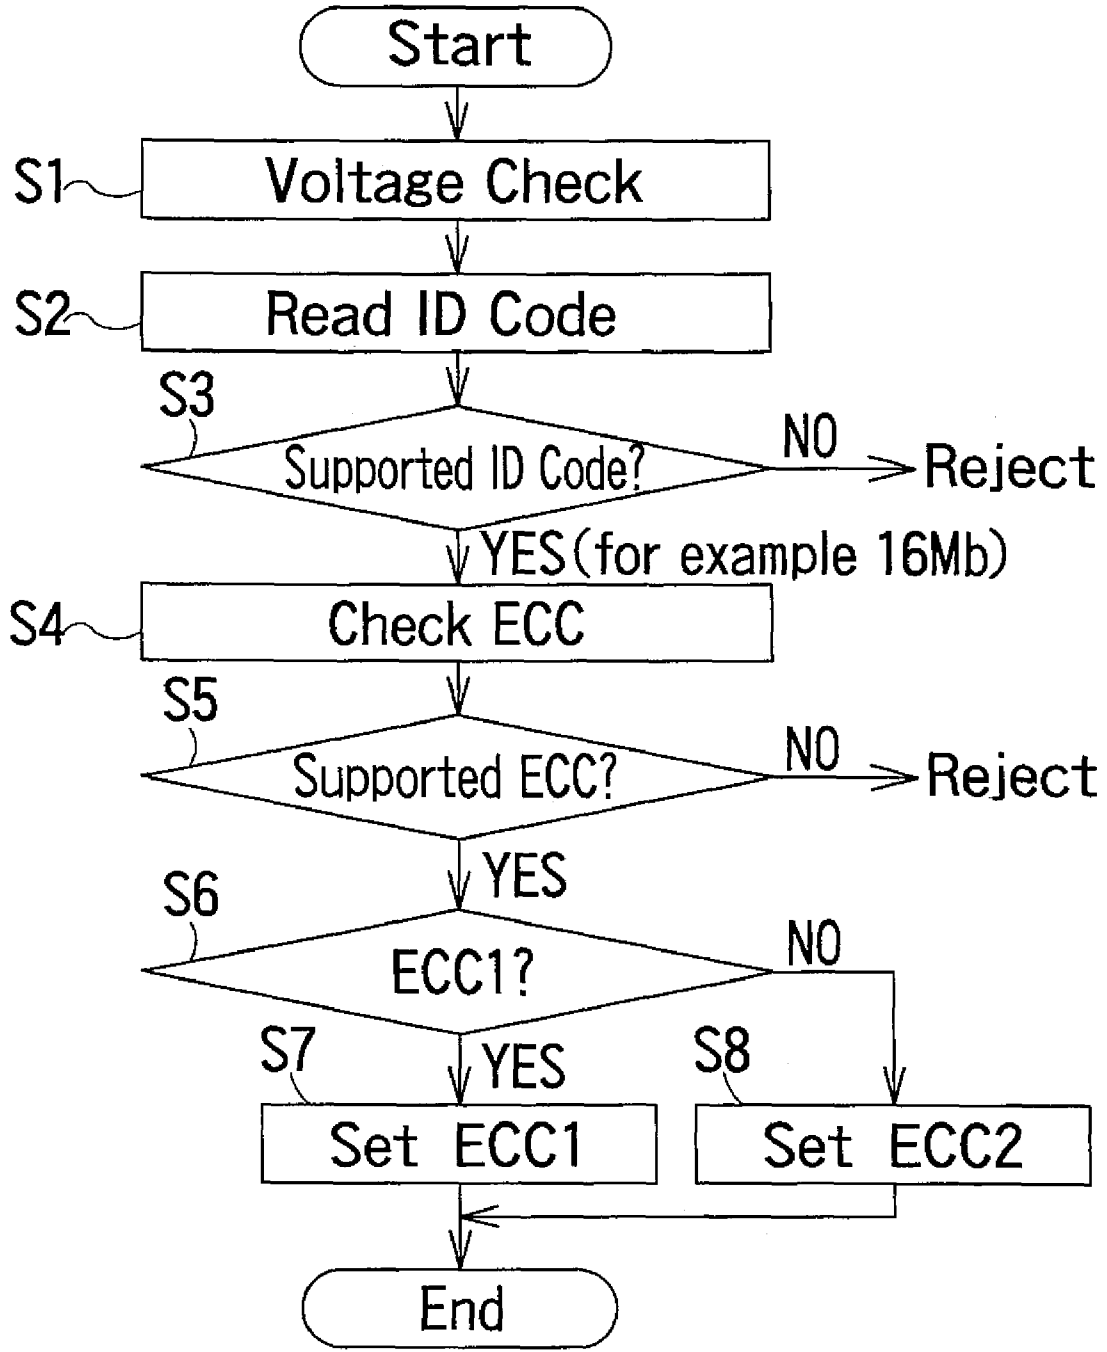 Start
S1
Voltage Check
S2
Read ID Code
S3
Supported ID Code?
NO
Reject
YES (for example 16Mb)
S4
Check ECC
S5
Supported ECC?
NO
Reject
YES
S6
ECC1?
NO
YES
S7
Set ECC1
S8
Set ECC2
End